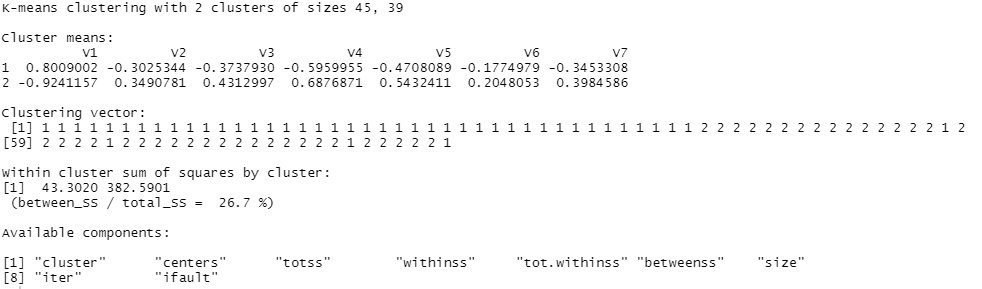 K-means clustering with 2 clusters of sizes 45, 39
Cluster means:
V1 V2 V3 V4 V5 V6 V7
1 0.8009002 -0.3025344 -0.3737930 -0.5959955 -0.4708089 -0.1774979 -0.3453308
2 -0.9241157 0.3490781 0.4312997 0.6876871 0.5432411 0.2048053 0.3984586
Clustering vector:
[1] 1 1 1 1 1 1 1 1 1 1 1 1 1 1 1 1 1 1 1 1 1 1 1 1 1 1 1 1 1 1 1 1 1 1 1 1 1 1 1 1 1 2 2 2 2 2 2 2 2 2 2 2 2 2 2 2 1 2
[59] 2 2 2 2 1 2 2 2 2 2 2 2 2 2 2 2 2 2 2 1 2 2 2 2 2 1
Within cluster sum of squares by cluster:
[1] 43.3020 382.5901
(between_SS / total_SS = 26.7 %)
Available components:
[1] "cluster" "centers" "totss" "withinss" "tot.withinss" "betweenss" "size"
[8] "iter" "ifault"